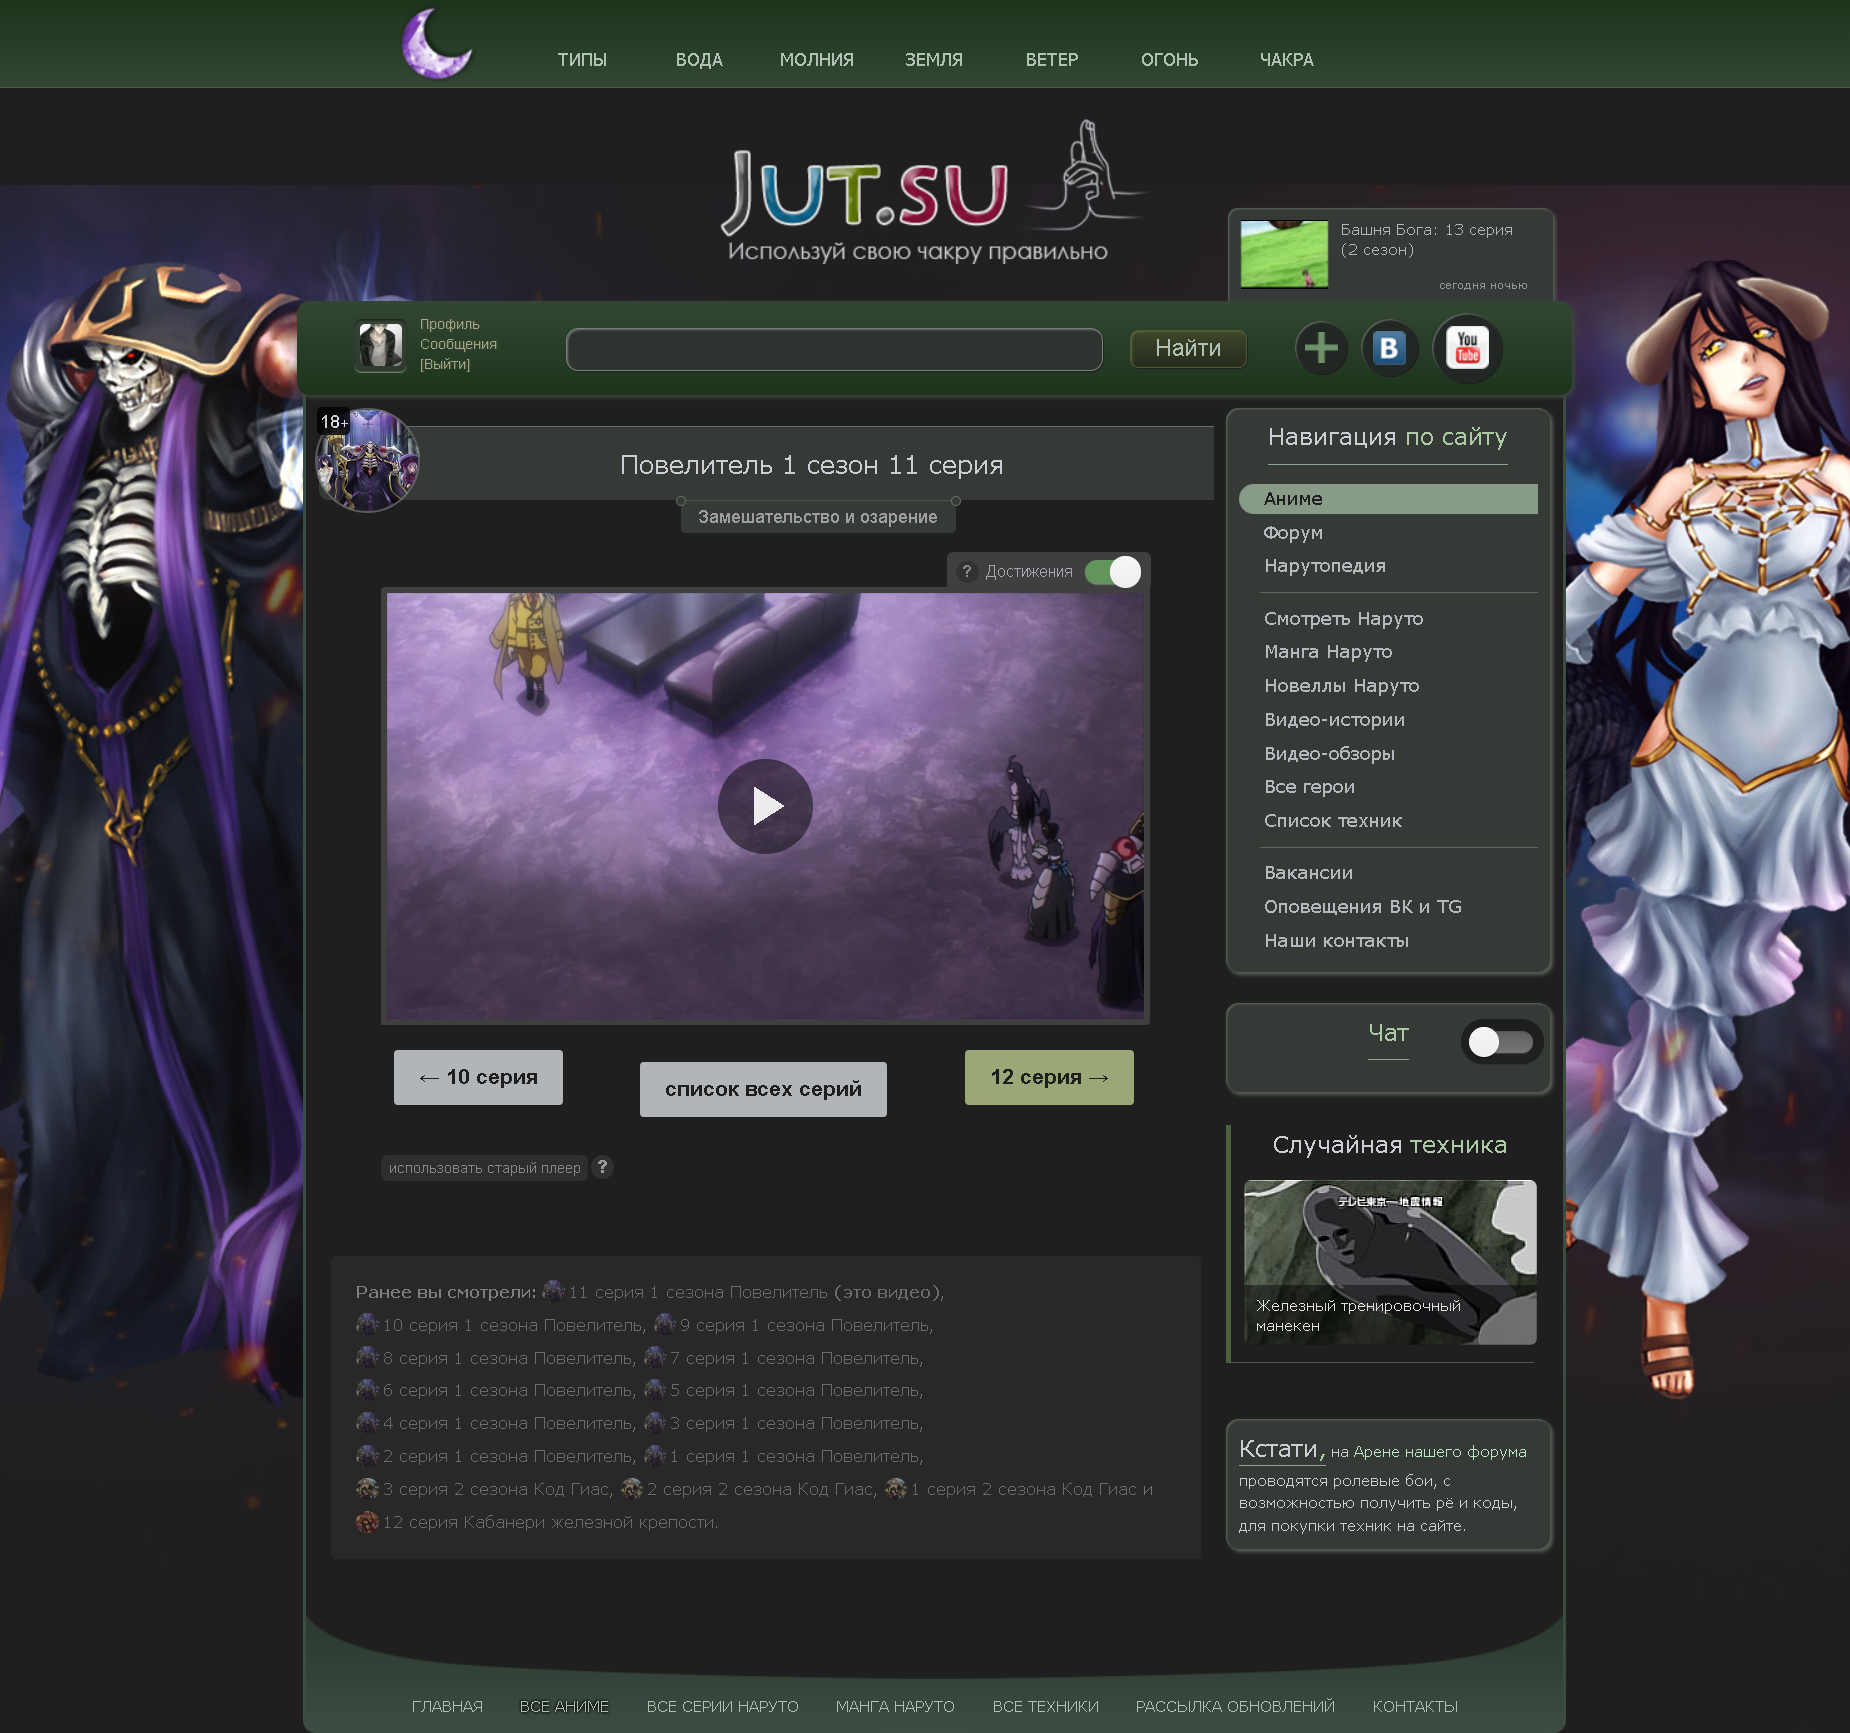 ТИПЫ ВОДА МОЛНИЯ ЗЕМЛЯ ВЕТЕР ОГОНЬ ЧАКРА
Jut.su
Используй свою чакру правильно
Башня Бога: 13 серия
(2 сезон)
сегодня ночью
Профиль
Сообщения
[Выйти]
Найти
B
You
Tube
18+
Повелитель 1 сезон 11 серия
Замешательство и озарение
? Достижения
← 10 серия
список всех серий
12 серия →
использовать старый плеер ?
Ранее вы смотрели: 11 серия 1 сезона Повелитель (это видео),
10 серия 1 сезона Повелитель, 9 серия 1 сезона Повелитель,
8 серия 1 сезона Повелитель, 7 серия 1 сезона Повелитель,
6 серия 1 сезона Повелитель, 5 серия 1 сезона Повелитель,
4 серия 1 сезона Повелитель, 3 серия 1 сезона Повелитель,
2 серия 1 сезона Повелитель, 1 серия 1 сезона Повелитель,
3 серия 2 сезона Код Гиас, 2 серия 2 сезона Код Гиас, 1 серия 2 сезона Код Гиас и
12 серия Кабанери железной крепости.
Навигация по сайту
Аниме
Форум
Нарутопедия
Смотреть Наруто
Манга Наруто
Новеллы Наруто
Видео-истории
Видео-обзоры
Все герои
Список техник
Вакансии
Оповещения ВК и TG
Наши контакты
Чат
Случайная техника
テレビ東京―地震情報
Железный тренировочный
манекен
Кстати, на Арене нашего форума
проводятся ролевые бои, с
возможностью получить рё и коды,
для покупки техник на сайте.
ГЛАВНАЯ ВСЕ АНИМЕ ВСЕ СЕРИИ НАРУТО МАНГА НАРУТО ВСЕ ТЕХНИКИ РАССЫЛКА ОБНОВЛЕНИЙ КОНТАКТЫ